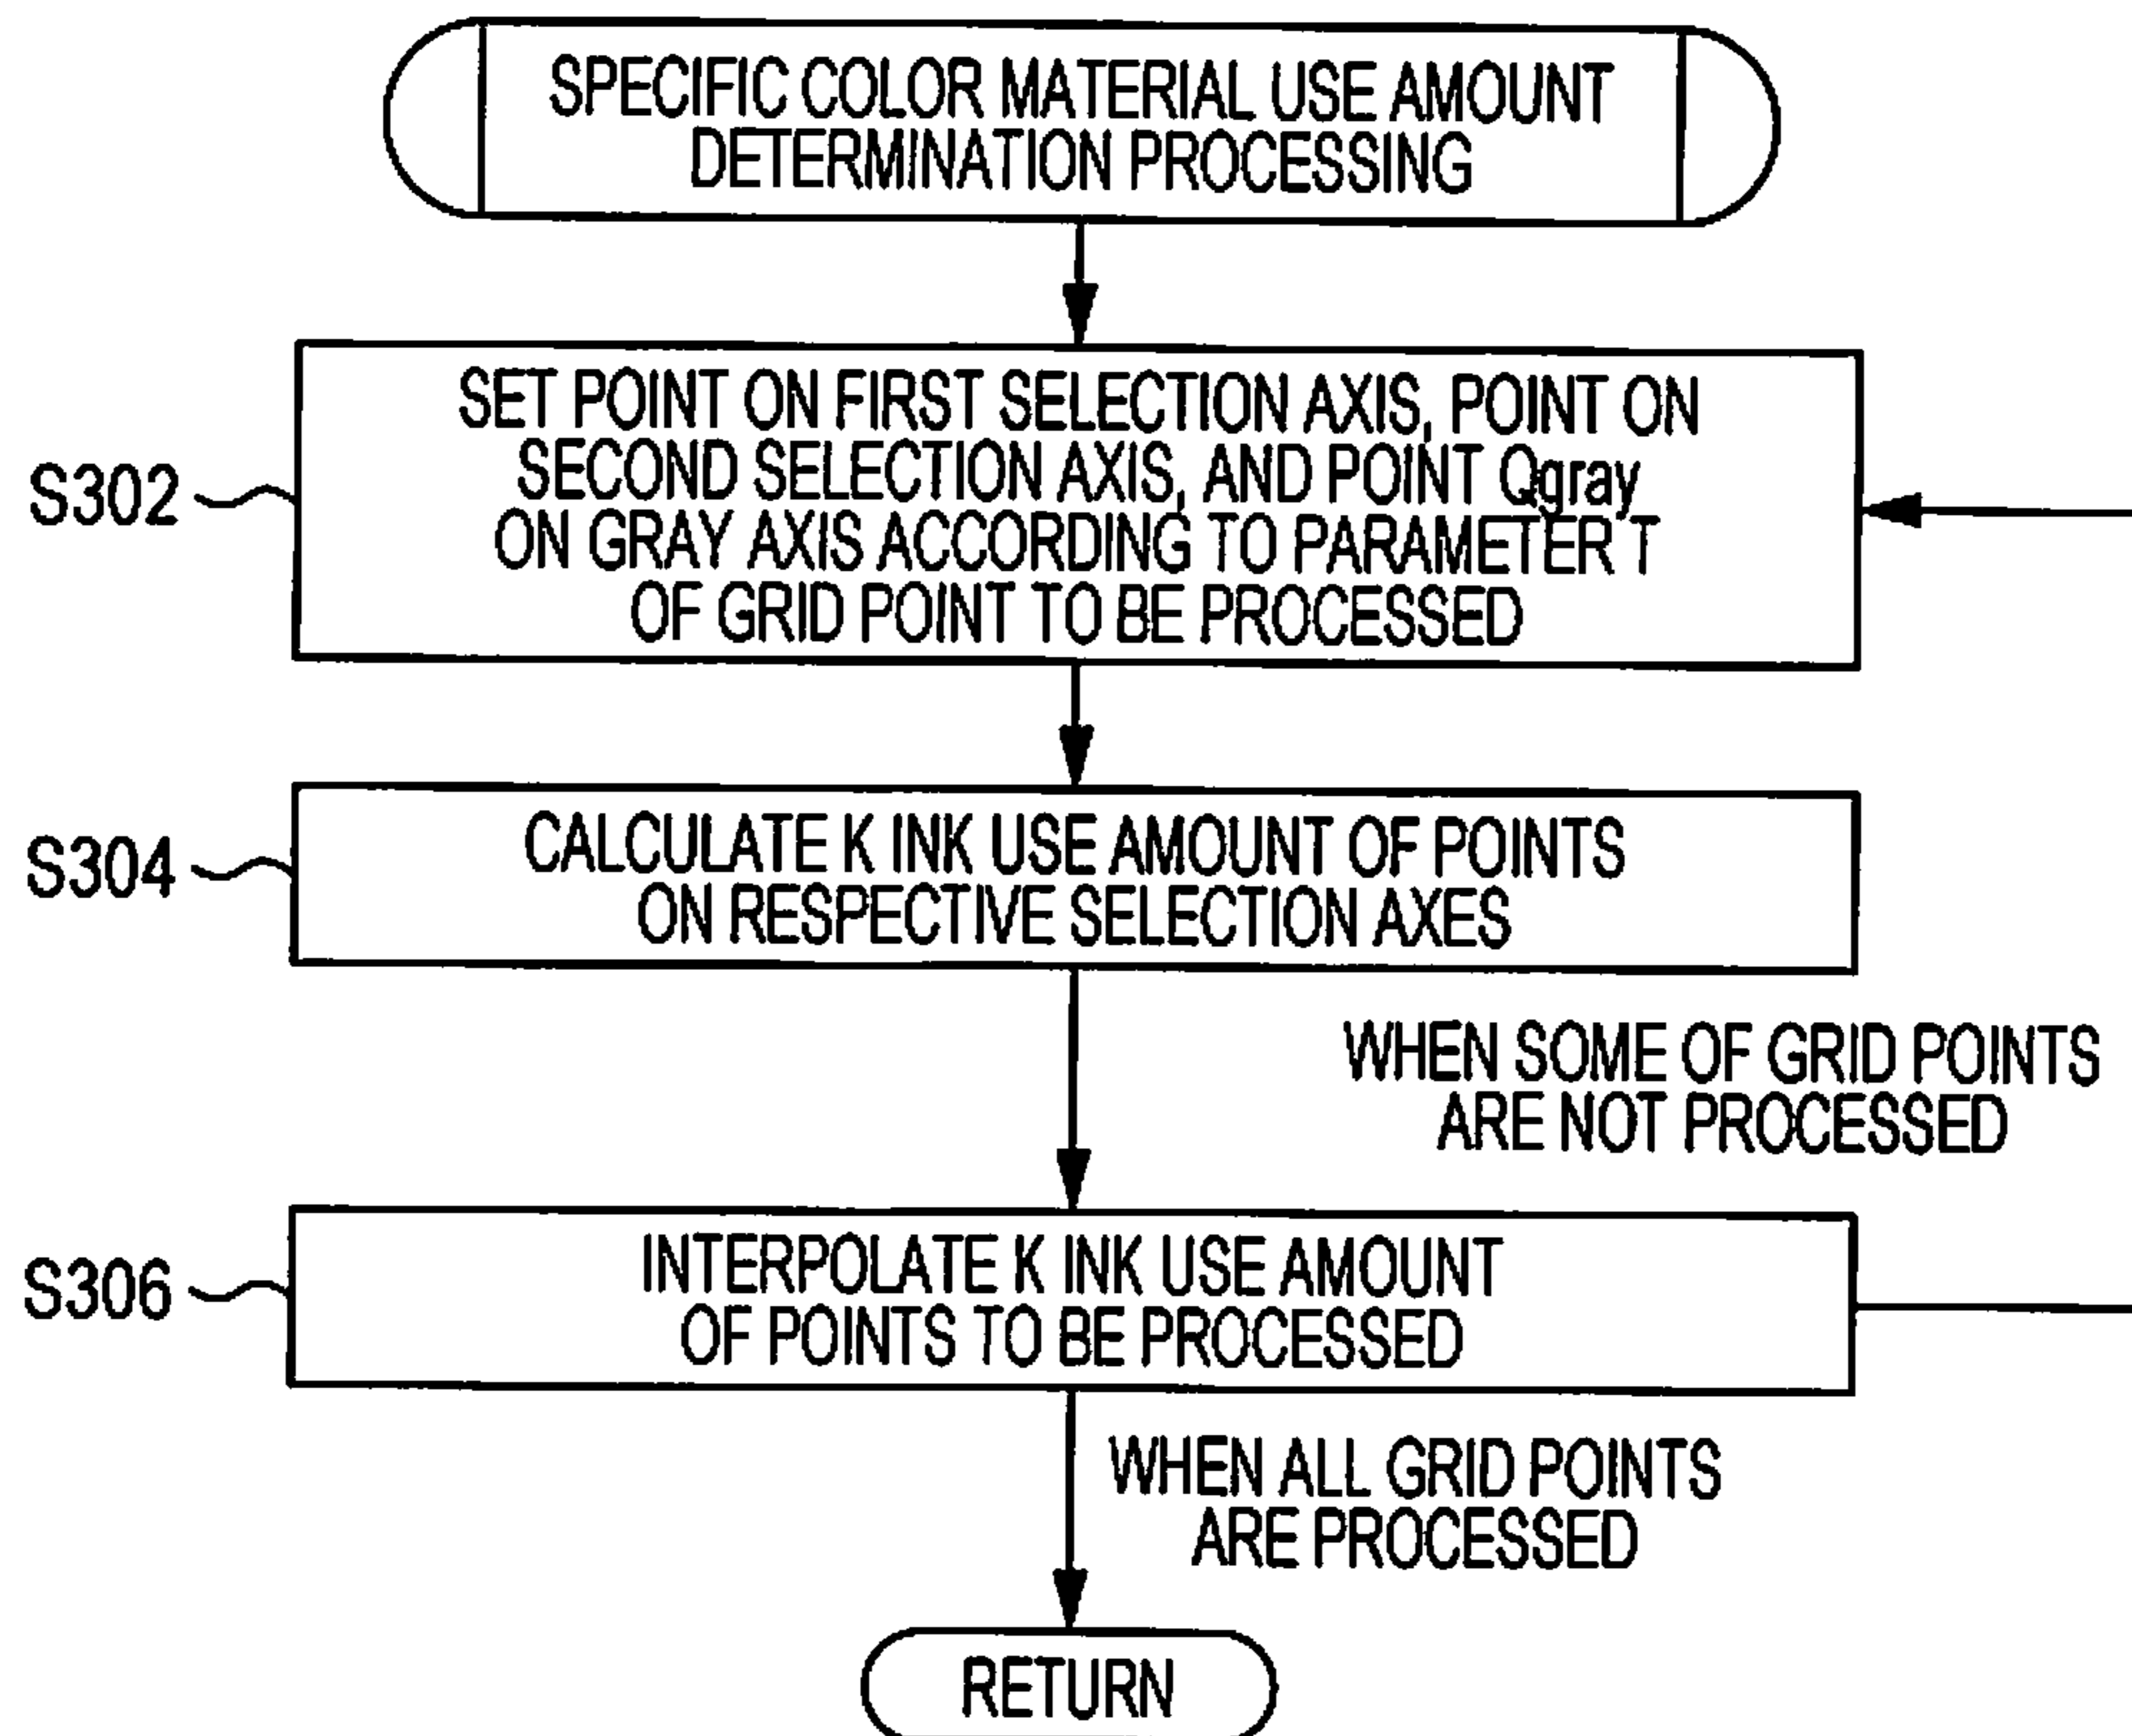 SPECIFIC COLOR MATERIAL USE AMOUNT
DETERMINATION PROCESSING
S302
SET POINT ON FIRST SELECTION AXIS, POINT ON
SECOND SELECTION AXIS, AND POINT Qgray
ON GRAY AXIS ACCORDING TO PARAMETER T
OF GRID POINT TO BE PROCESSED
S304
CALCULATE K INK USE AMOUNT OF POINTS
ON RESPECTIVE SELECTION AXES
WHEN SOME OF GRID POINTS
ARE NOT PROCESSED
S306
INTERPOLATE K INK USE AMOUNT
OF POINTS TO BE PROCESSED
WHEN ALL GRID POINTS
ARE PROCESSED
RETURN